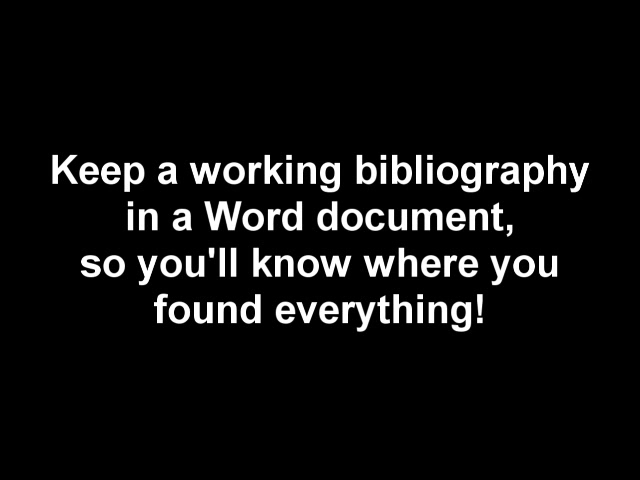 Keep a working bibliography
in a Word document,
so you'll know where you
found everything!